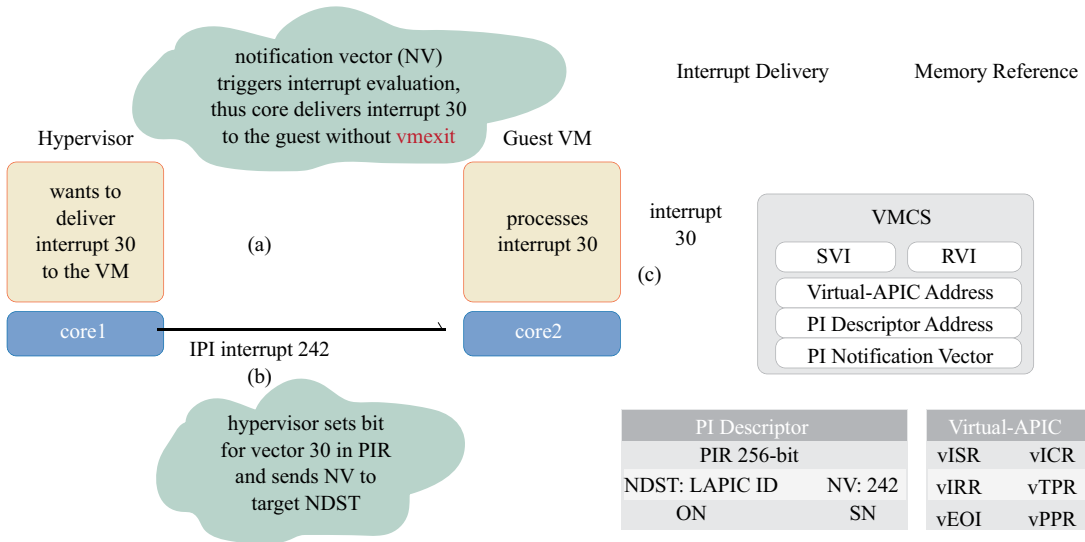 notification vector (NV)
triggers interrupt evaluation,
thus core delivers interrupt 30
to the guest without vmexit
Interrupt Delivery
Memory Reference
Hypervisor
Guest VM
wants to
deliver
interrupt 30
to the VM
(a)
processes
interrupt 30
interrupt
30
(c)
VMCS
SVI
RVI
Virtual-APIC Address
PI Descriptor Address
PI Notification Vector
core1
core2
IPI interrupt 242
(b)
hypervisor sets bit
for vector 30 in PIR
and sends NV to
target NDST
PI Descriptor
PIR 256-bit
NDST: LAPIC ID NV: 242
ON SN
Virtual-APIC
vISR vICR
vIRR vTPR
vEOI vPPR